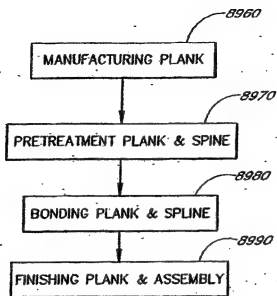 8960
MANUFACTURING PLANK
8970
PRETREATMENT PLANK & SPINE
8980
BONDING PLANK & SPLINE
8990
FINISHING PLANK & ASSEMBLY